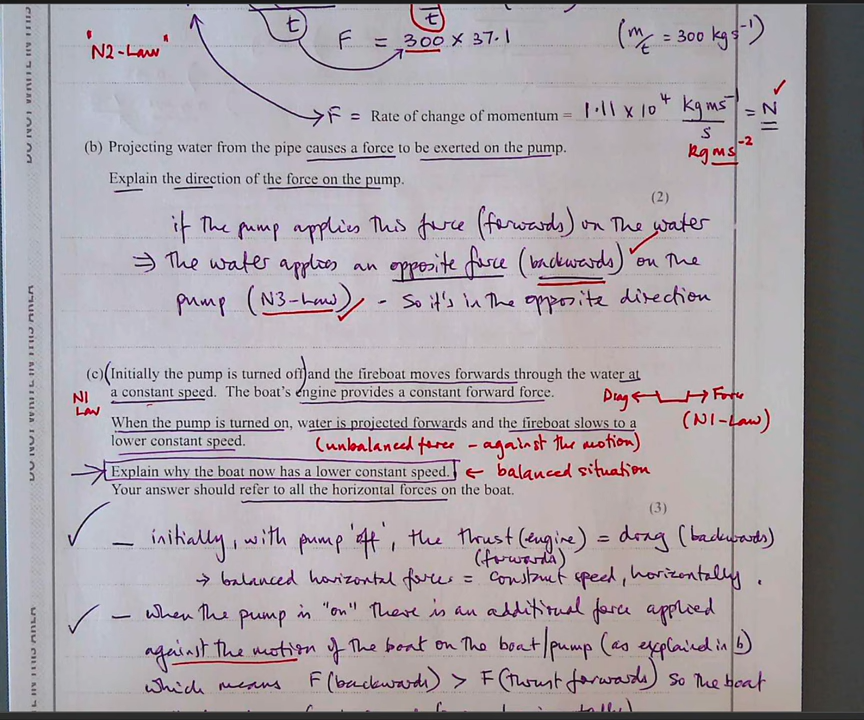 t
t
"N2-Law"
F = 300 × 37.1
(m/t = 300 kg s⁻¹)
F = Rate of change of momentum = 1.11 × 10⁴ kg m s⁻¹/s = N
kg m s⁻²
(b) Projecting water from the pipe causes a force to be exerted on the pump.
Explain the direction of the force on the pump.
(2)
if the pump applies this force (forwards) on the water
⇒ The water applies an opposite force (backwards) on the
pump (N3-Law) - So it's in the opposite direction
(c) (Initially the pump is turned off) and the fireboat moves forwards through the water at
a constant speed. The boat's engine provides a constant forward force.
N1 Law
Drag ← → Force
(N1-Law)
When the pump is turned on, water is projected forwards and the fireboat slows to a
lower constant speed.
(unbalanced force - against the motion)
Explain why the boat now has a lower constant speed.
← balanced situation
Your answer should refer to all the horizontal forces on the boat.
(3)
– initially, with pump 'off', the thrust (engine) = drag (backwards)
(forwards)
→ balanced horizontal forces = constant speed, horizontally.
– when the pump is "on" there is an additional force applied
against the motion of the boat on the boat/pump (as explained in b)
which means F(backwards) > F(thrust forwards) so the boat